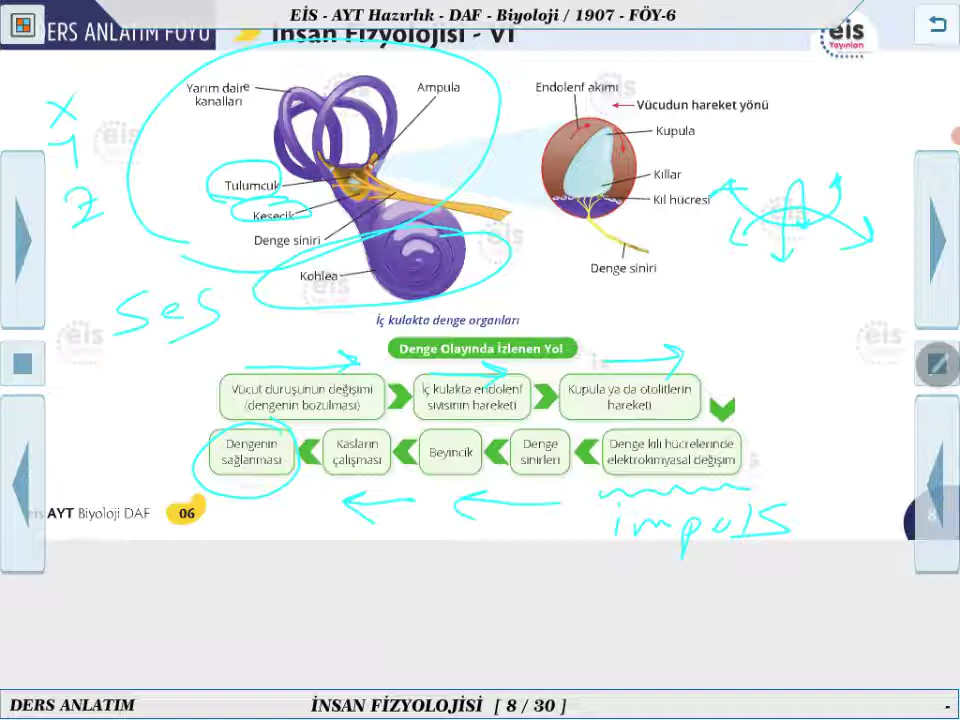 EİS - AYT Hazırlık - DAF - Biyoloji / 1907 - FÖY-6
DERS ANLATIM FÖYÜ
İnsan Fizyolojisi - VI
eis
Yayınları
Yarım daire
kanalları
Ampula
Tulumcuk
Kesecik
Denge siniri
Kohlea
Endolenf akımı
Vücudun hareket yönü
Kupula
Kıllar
Kıl hücresi
Denge siniri
X
Y
Z
Ses
İç kulakta denge organları
Denge Olayında İzlenen Yol
Vücut duruşunun değişimi
(dengenin bozulması)
İç kulakta endolenf
sıvısının hareketi
Kupula ya da otolitlerin
hareketi
Dengenin
sağlanması
Kasların
çalışması
Beyincik
Denge
sinirleri
Denge kılı hücrelerinde
elektrokimyasal değişim
impuls
eis AYT Biyoloji DAF 06
8
DERS ANLATIM
İNSAN FİZYOLOJİSİ [ 8 / 30 ]
-